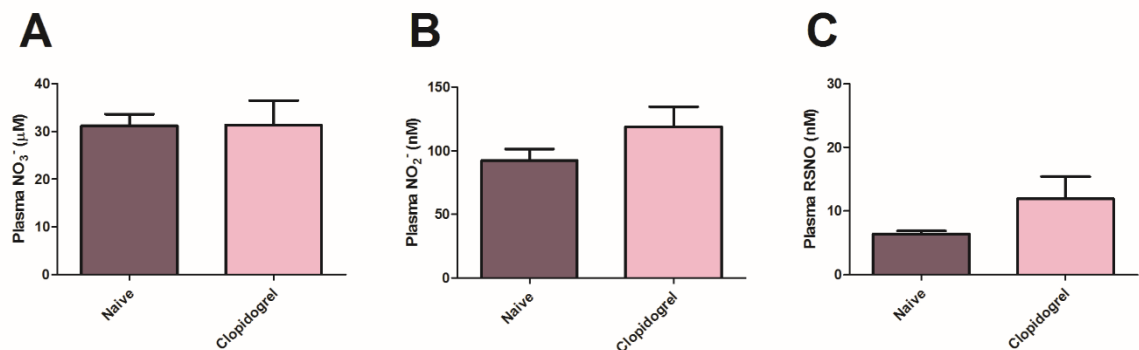 A
Plasma NO₃⁻ (µM)
40
30
20
10
0
Naive
Clopidogrel
B
Plasma NO₂⁻ (nM)
150
100
50
0
Naive
Clopidogrel
C
Plasma RSNO (nM)
30
20
10
0
Naive
Clopidogrel